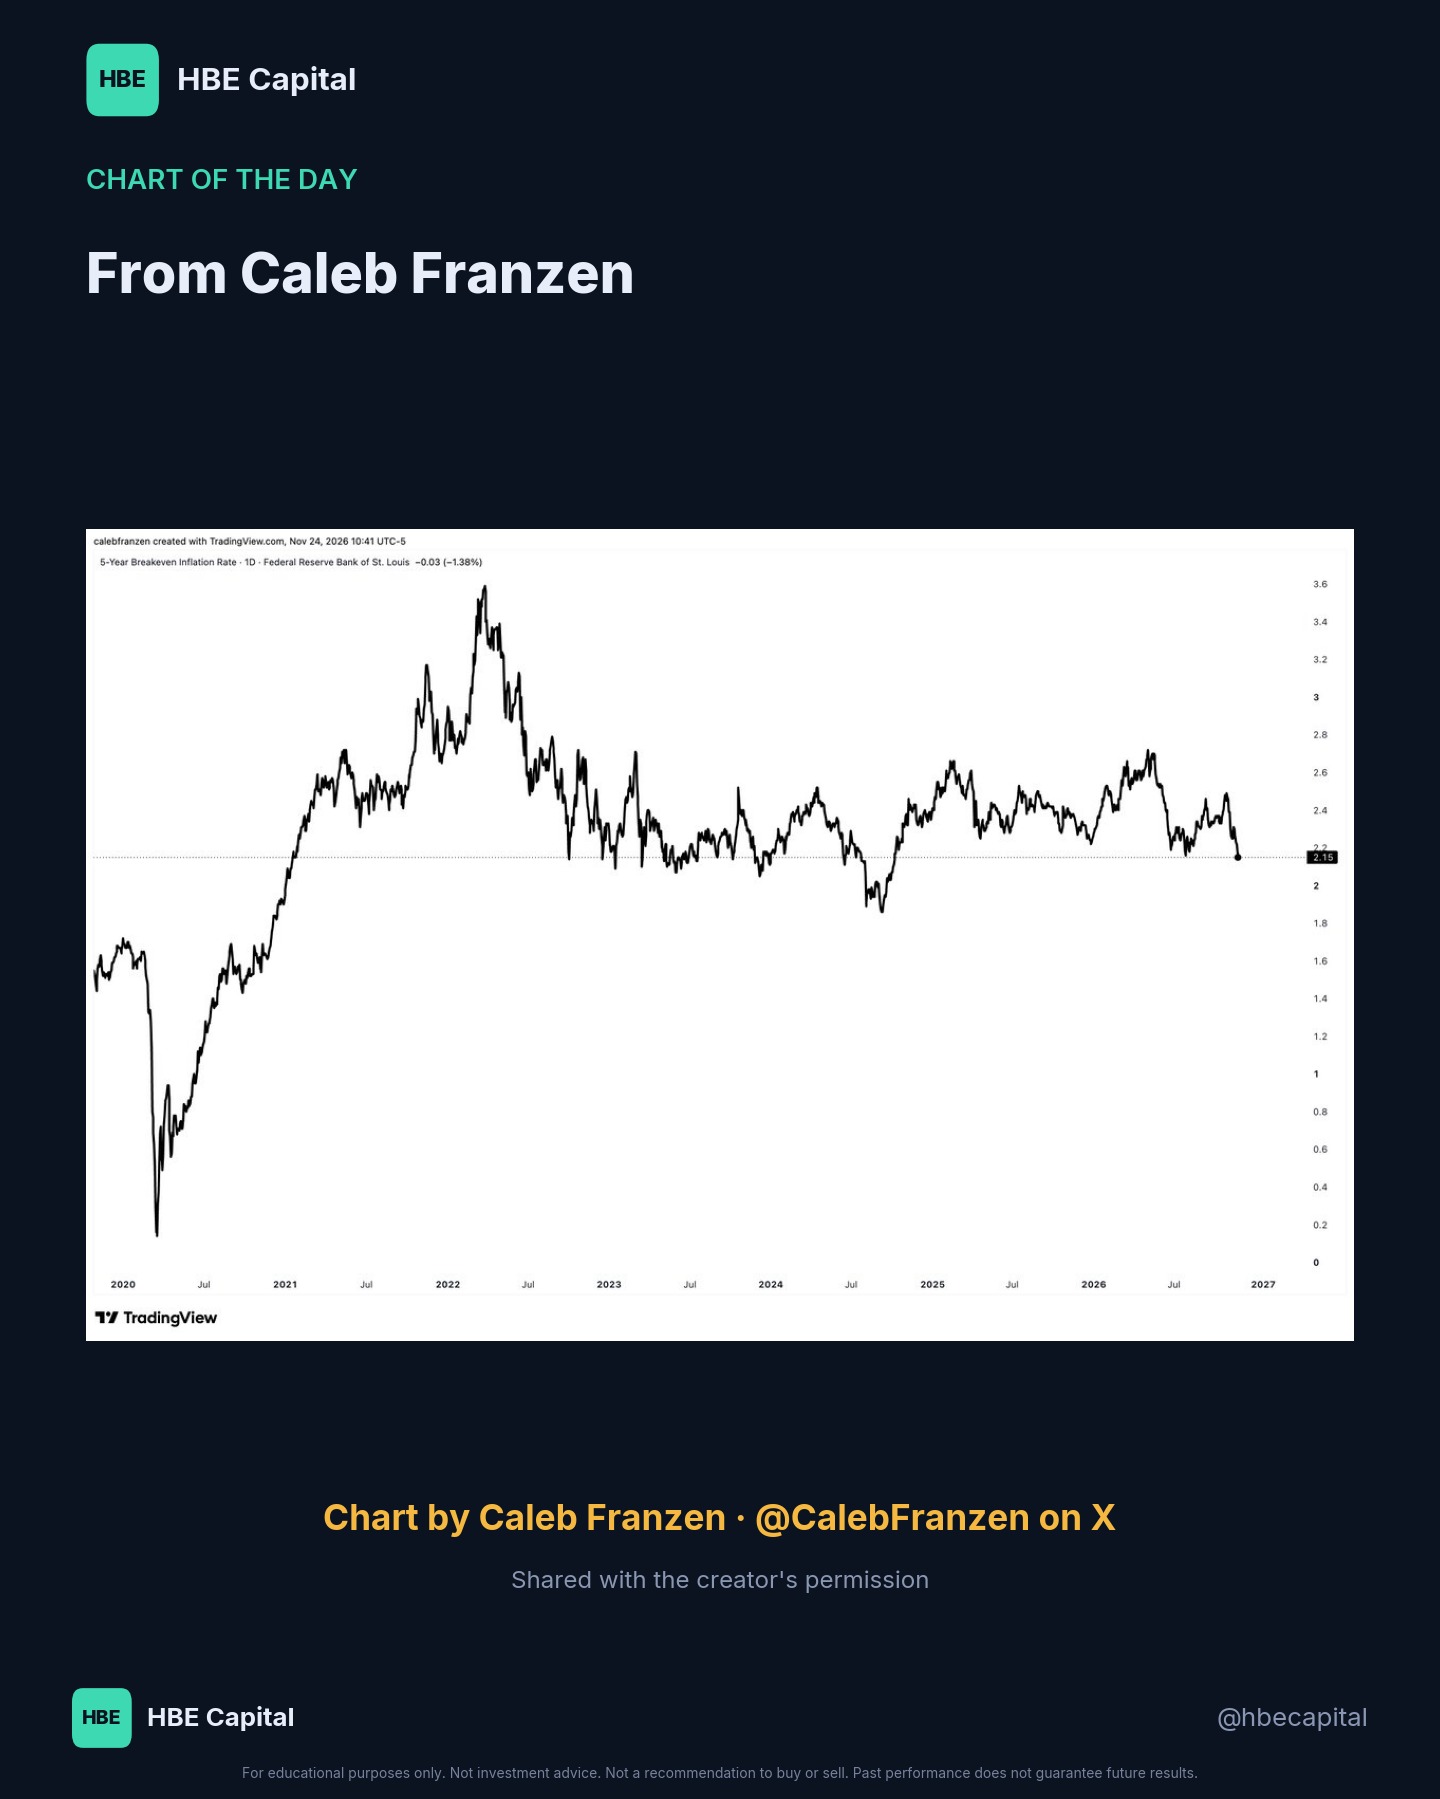 HBE HBE Capital
CHART OF THE DAY
From Caleb Franzen
calebfranzen created with TradingView.com, Nov 24, 2026 10:41 UTC-5
5-Year Breakeven Inflation Rate · 1D · Federal Reserve Bank of St. Louis −0.03 (−1.38%)
3.6
3.4
3.2
3
2.8
2.6
2.4
2.2
2.15
2
1.8
1.6
1.4
1.2
1
0.8
0.6
0.4
0.2
0
2020 Jul 2021 Jul 2022 Jul 2023 Jul 2024 Jul 2025 Jul 2026 Jul 2027
TradingView
Chart by Caleb Franzen · @CalebFranzen on X
Shared with the creator's permission
HBE HBE Capital @hbecapital
For educational purposes only. Not investment advice. Not a recommendation to buy or sell. Past performance does not guarantee future results.